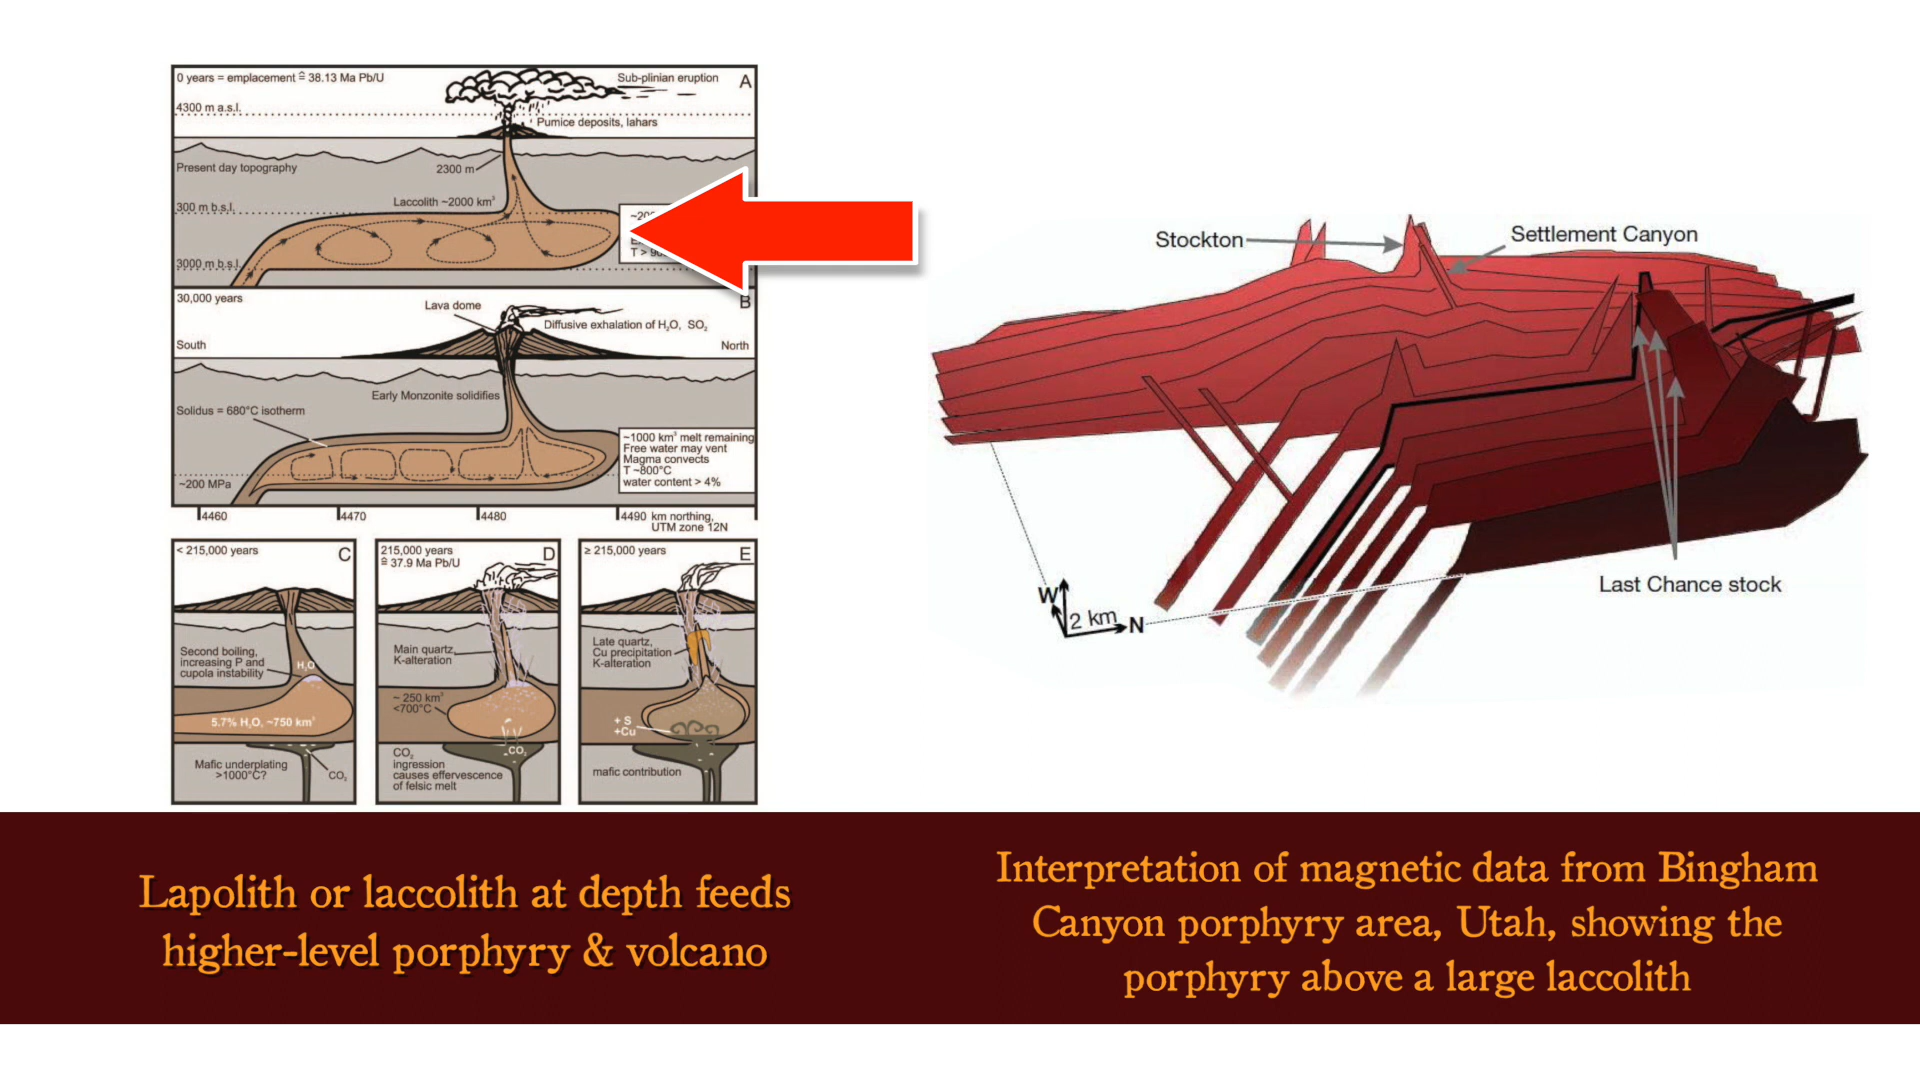 0 years = emplacement ≙ 38.13 Ma Pb/U
Sub-plinian eruption
A
4300 m a.s.l.
Pumice deposits, lahars
Present day topography
2300 m
Laccolith ~2000 km³
300 m b.s.l.
3000 m b.s.l.
T > 
30,000 years
B
Lava dome
Diffusive exhalation of H₂O, SO₂
South
North
Early Monzonite solidifies
Solidus = 680°C isotherm
~1000 km³ melt remaining
Free water may vent
Magma convects
T ~800°C
water content > 4%
~200 MPa
4460
4470
4480
4490 km northing,
UTM zone 12N
< 215,000 years
C
Second boiling,
increasing P and
cupola instability
H₂O
5.7% H₂O, ~750 km³
Mafic underplating
>1000°C?
CO₂
215,000 years
≙ 37.9 Ma Pb/U
D
Main quartz,
K-alteration
~ 250 km³
<700°C
CO₂
CO₂
ingression
causes effervescence
of felsic melt
≥ 215,000 years
E
Late quartz,
Cu precipitation
K-alteration
+ S
+Cu
mafic contribution
Stockton
Settlement Canyon
Last Chance stock
W
2 km
N
Lapolith or laccolith at depth feeds
higher-level porphyry & volcano
Interpretation of magnetic data from Bingham
Canyon porphyry area, Utah, showing the
porphyry above a large laccolith